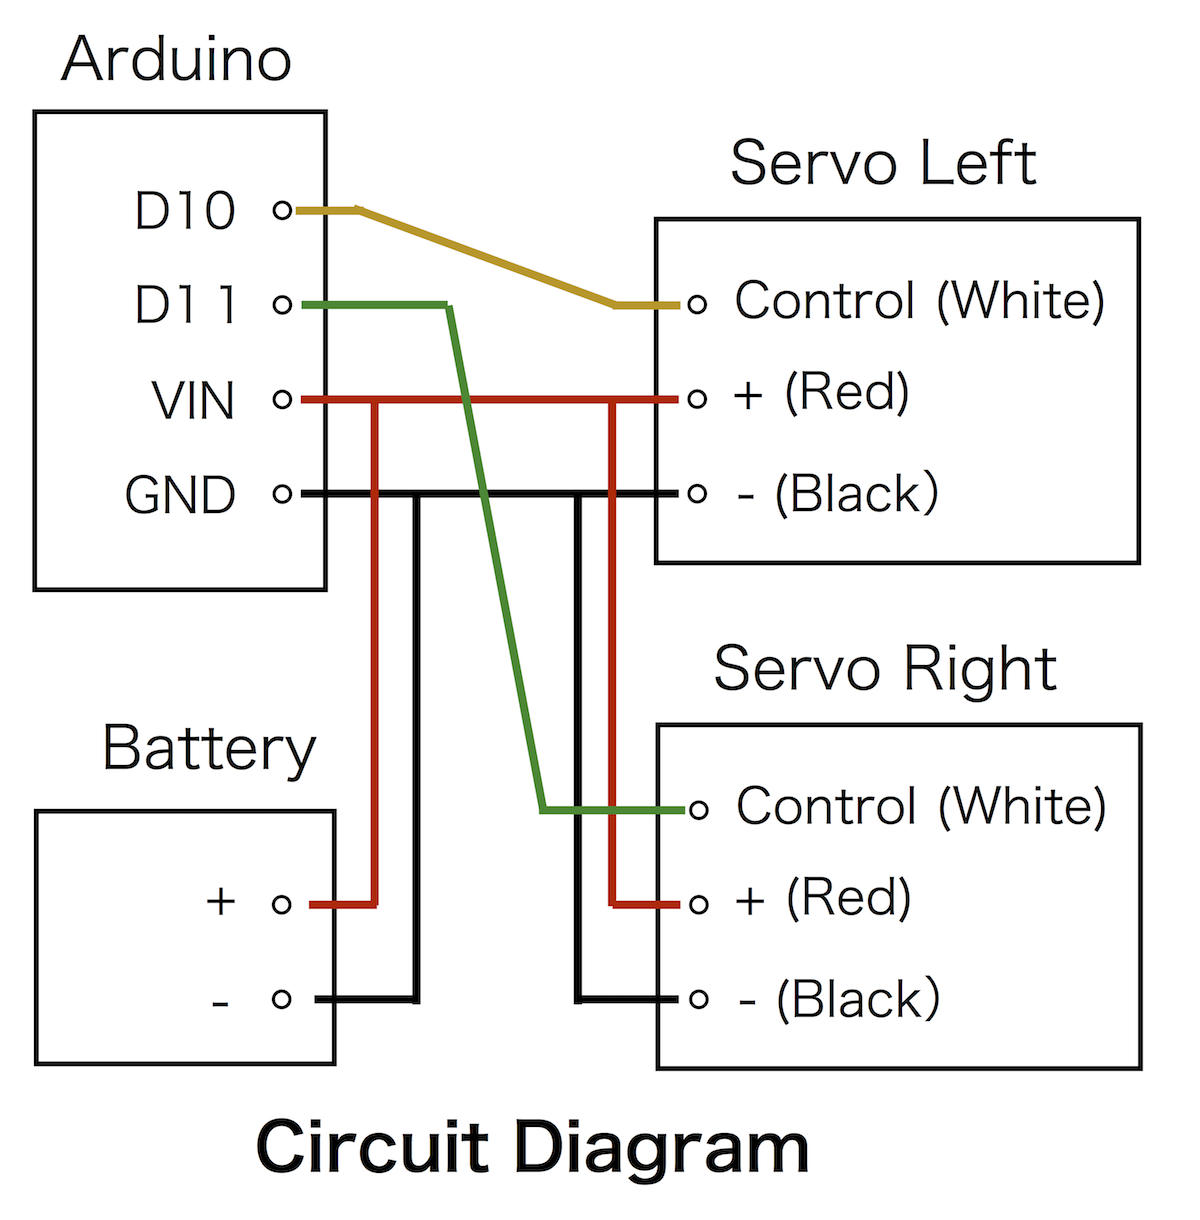 Arduino
D10
D11
VIN
GND
Servo Left
Control (White)
+ (Red)
- (Black)
Servo Right
Control (White)
+ (Red)
- (Black)
Battery
+
-
Circuit Diagram